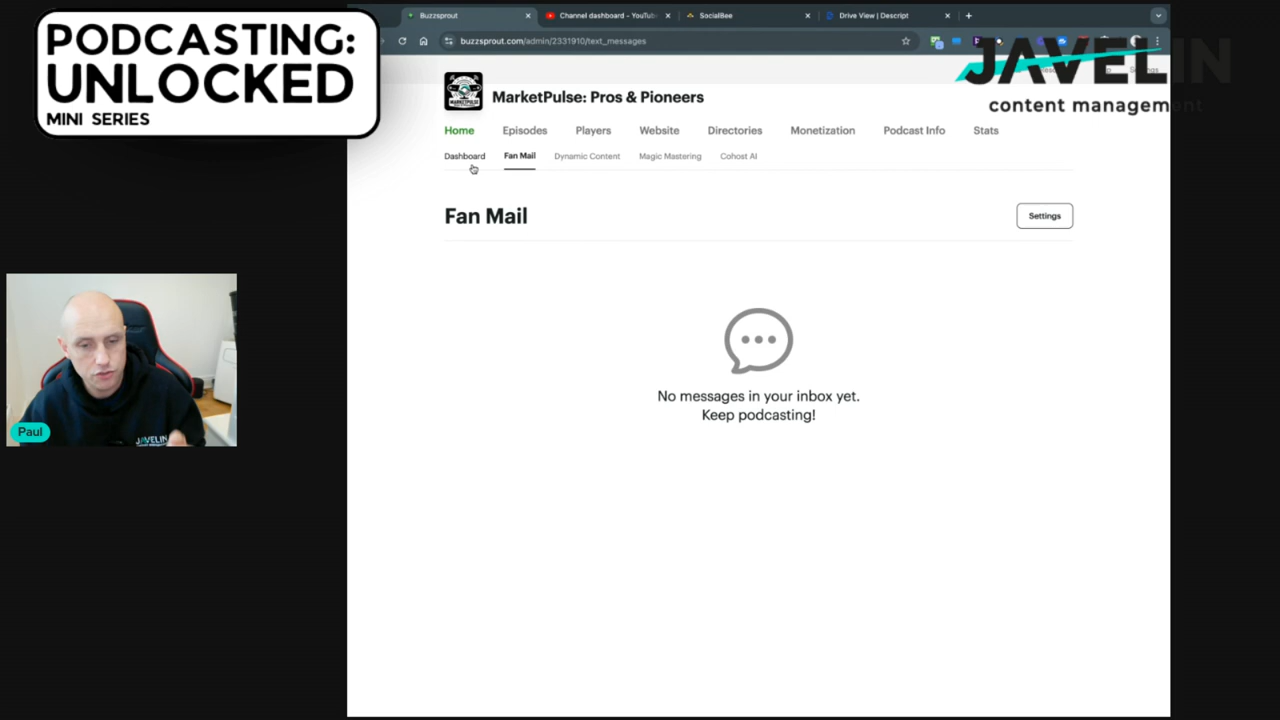 PODCASTING:
UNLOCKED
MINI SERIES
Buzzsprout
Channel dashboard - YouTub
SocialBee
Drive View | Descript
buzzsprout.com/admin/2331910/text_messages
JAVELIN
content management
MarketPulse: Pros & Pioneers
Home Episodes Players Website Directories Monetization Podcast Info Stats
Dashboard Fan Mail Dynamic Content Magic Mastering Cohost AI
Fan Mail
Settings
No messages in your inbox yet.
Keep podcasting!
Paul
JAVELIN